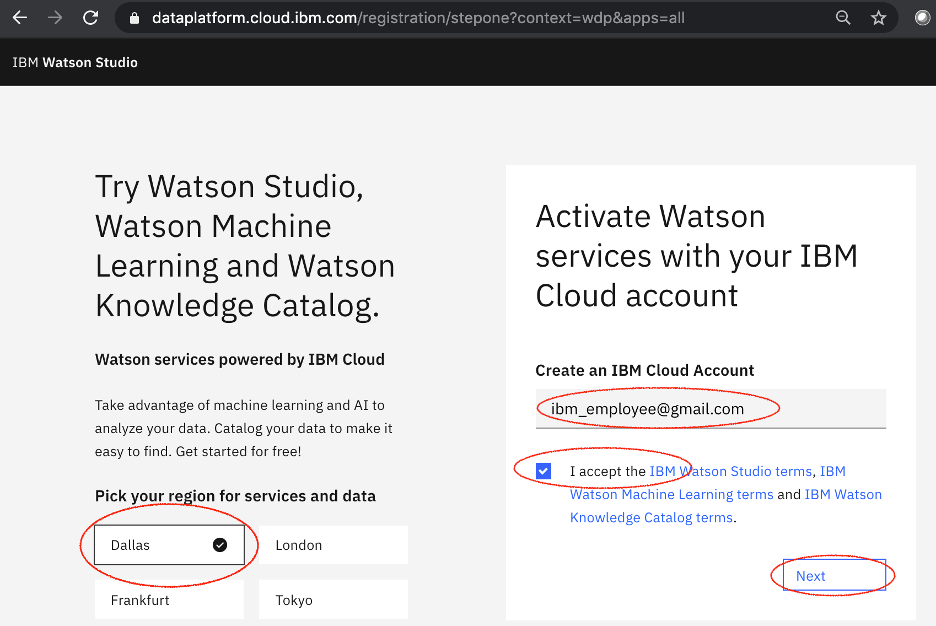 dataplatform.cloud.ibm.com/registration/stepone?context=wdp&apps=all
IBM Watson Studio
Try Watson Studio,
Watson Machine
Learning and Watson
Knowledge Catalog.
Watson services powered by IBM Cloud
Take advantage of machine learning and AI to
analyze your data. Catalog your data to make it
easy to find. Get started for free!
Pick your region for services and data
Dallas
London
Frankfurt
Tokyo
Activate Watson
services with your IBM
Cloud account
Create an IBM Cloud Account
ibm_employee@gmail.com
I accept the IBM Watson Studio terms, IBM
Watson Machine Learning terms and IBM Watson
Knowledge Catalog terms.
Next